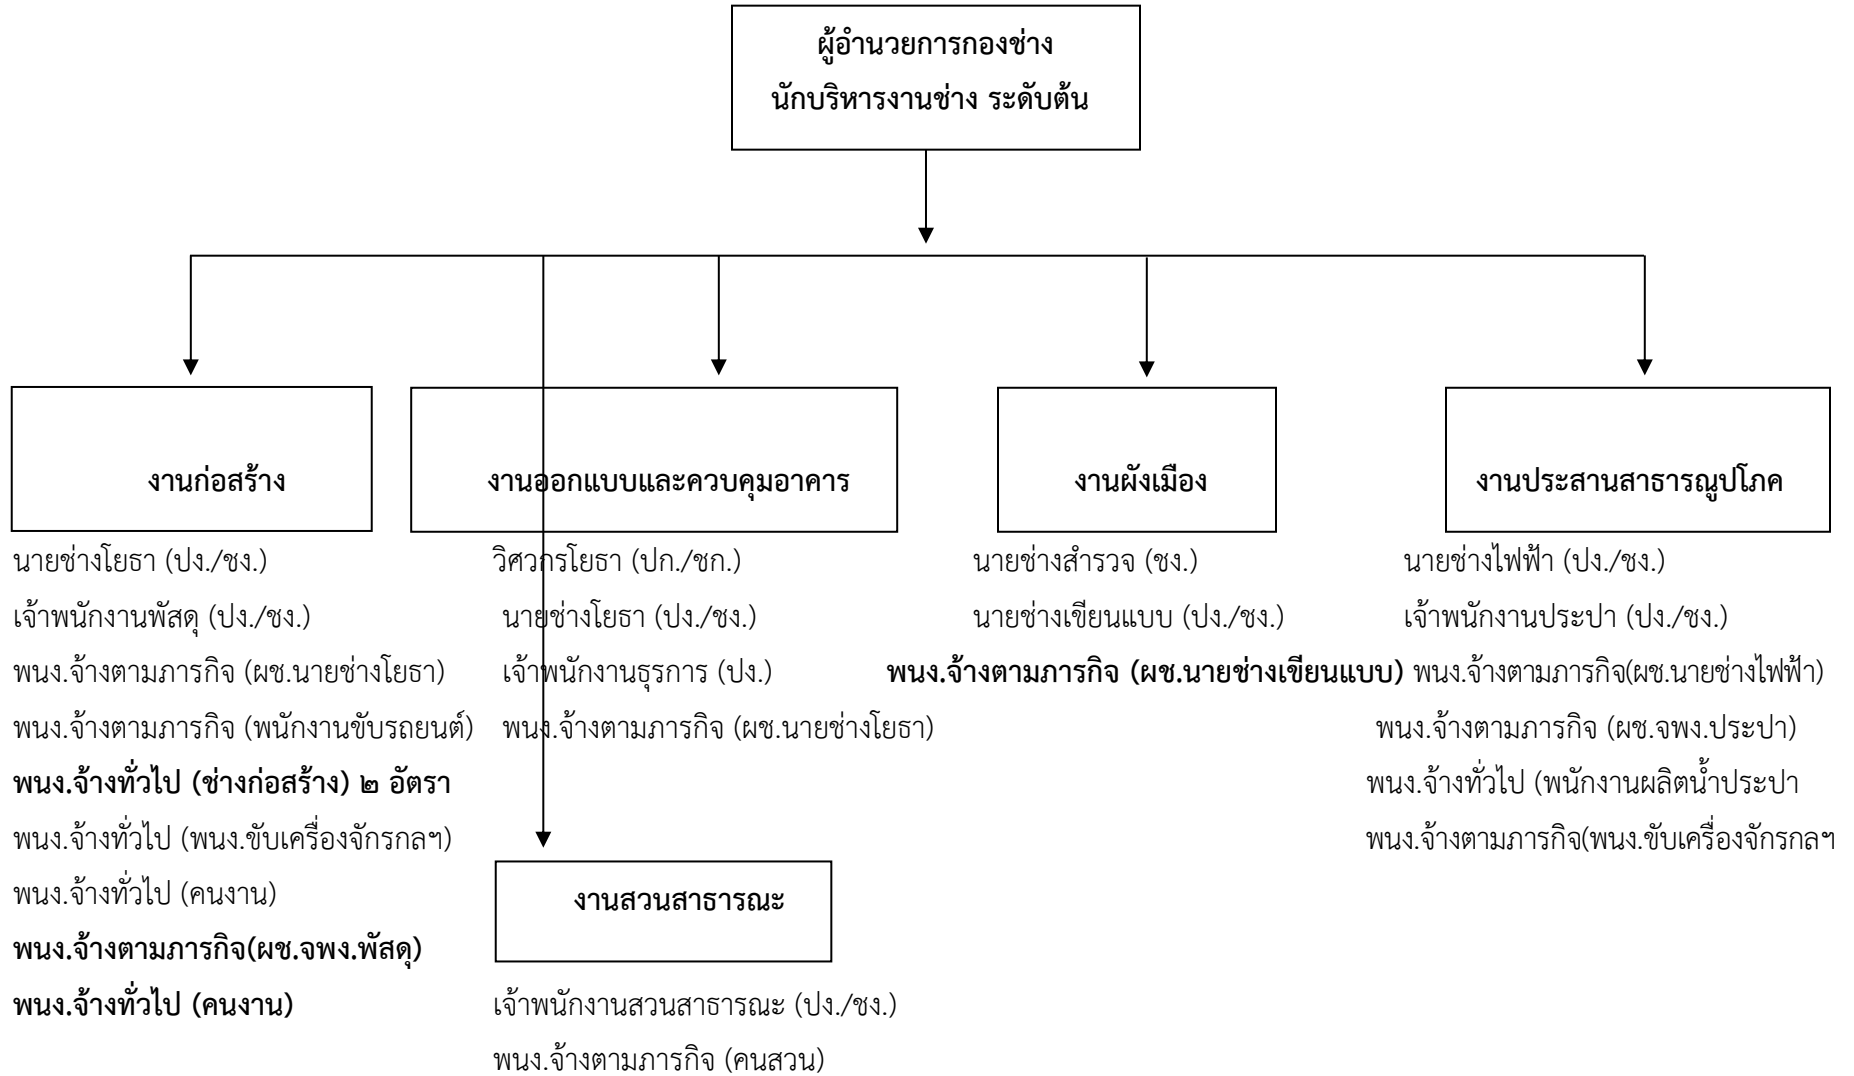 ผู้อำนวยการกองช่าง
นักบริหารงานช่าง ระดับต้น
งานก่อสร้าง
นายช่างโยธา (ปง./ชง.)
เจ้าพนักงานพัสดุ (ปง./ชง.)
พนง.จ้างตามภารกิจ (ผช.นายช่างโยธา)
พนง.จ้างตามภารกิจ (พนักงานขับรถยนต์)
พนง.จ้างทั่วไป (ช่างก่อสร้าง) ๒ อัตรา
พนง.จ้างทั่วไป (พนง.ขับเครื่องจักรกลฯ)
พนง.จ้างทั่วไป (คนงาน)
พนง.จ้างตามภารกิจ(ผช.จพง.พัสดุ)
พนง.จ้างทั่วไป (คนงาน)
งานออกแบบและควบคุมอาคาร
วิศวกรโยธา (ปก./ชก.)
นายช่างโยธา (ปง./ชง.)
เจ้าพนักงานธุรการ (ปง.)
พนง.จ้างตามภารกิจ (ผช.นายช่างโยธา)
งานสวนสาธารณะ
เจ้าพนักงานสวนสาธารณะ (ปง./ชง.)
พนง.จ้างตามภารกิจ (คนสวน)
งานผังเมือง
นายช่างสำรวจ (ชง.)
นายช่างเขียนแบบ (ปง./ชง.)
พนง.จ้างตามภารกิจ (ผช.นายช่างเขียนแบบ)
งานประสานสาธารณูปโภค
นายช่างไฟฟ้า (ปง./ชง.)
เจ้าพนักงานประปา (ปง./ชง.)
พนง.จ้างตามภารกิจ(ผช.นายช่างไฟฟ้า)
พนง.จ้างตามภารกิจ (ผช.จพง.ประปา)
พนง.จ้างทั่วไป (พนักงานผลิตน้ำประปา
พนง.จ้างตามภารกิจ(พนง.ขับเครื่องจักรกลฯ